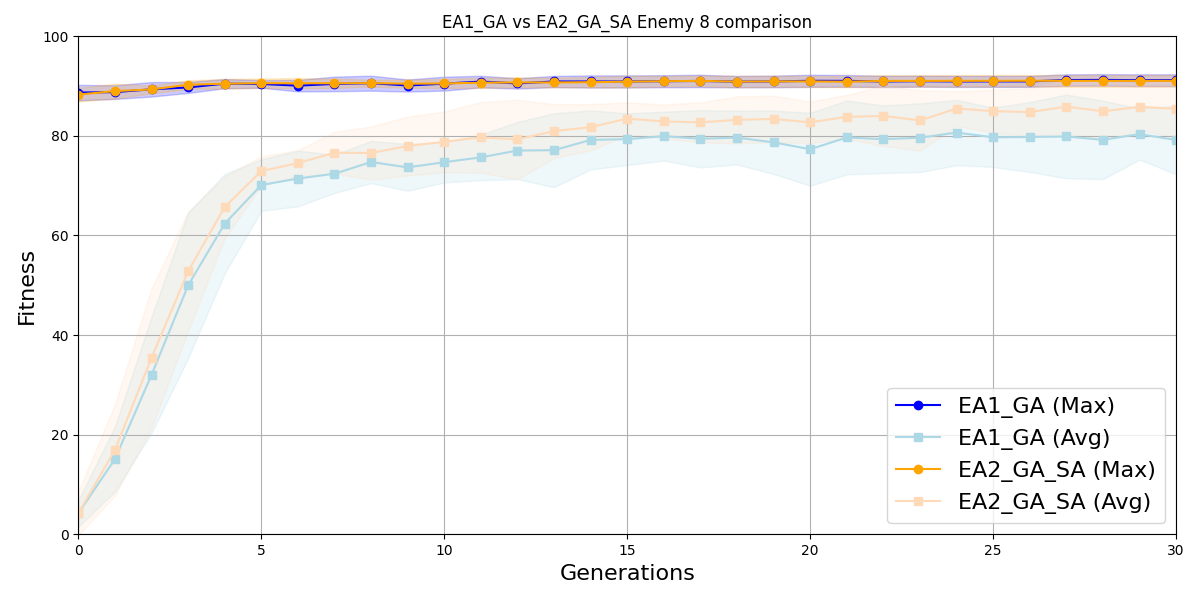 EA1_GA vs EA2_GA_SA Enemy 8 comparison
100
80
60
40
20
0
Fitness
0 5 10 15 20 25 30
Generations
EA1_GA (Max)
EA1_GA (Avg)
EA2_GA_SA (Max)
EA2_GA_SA (Avg)